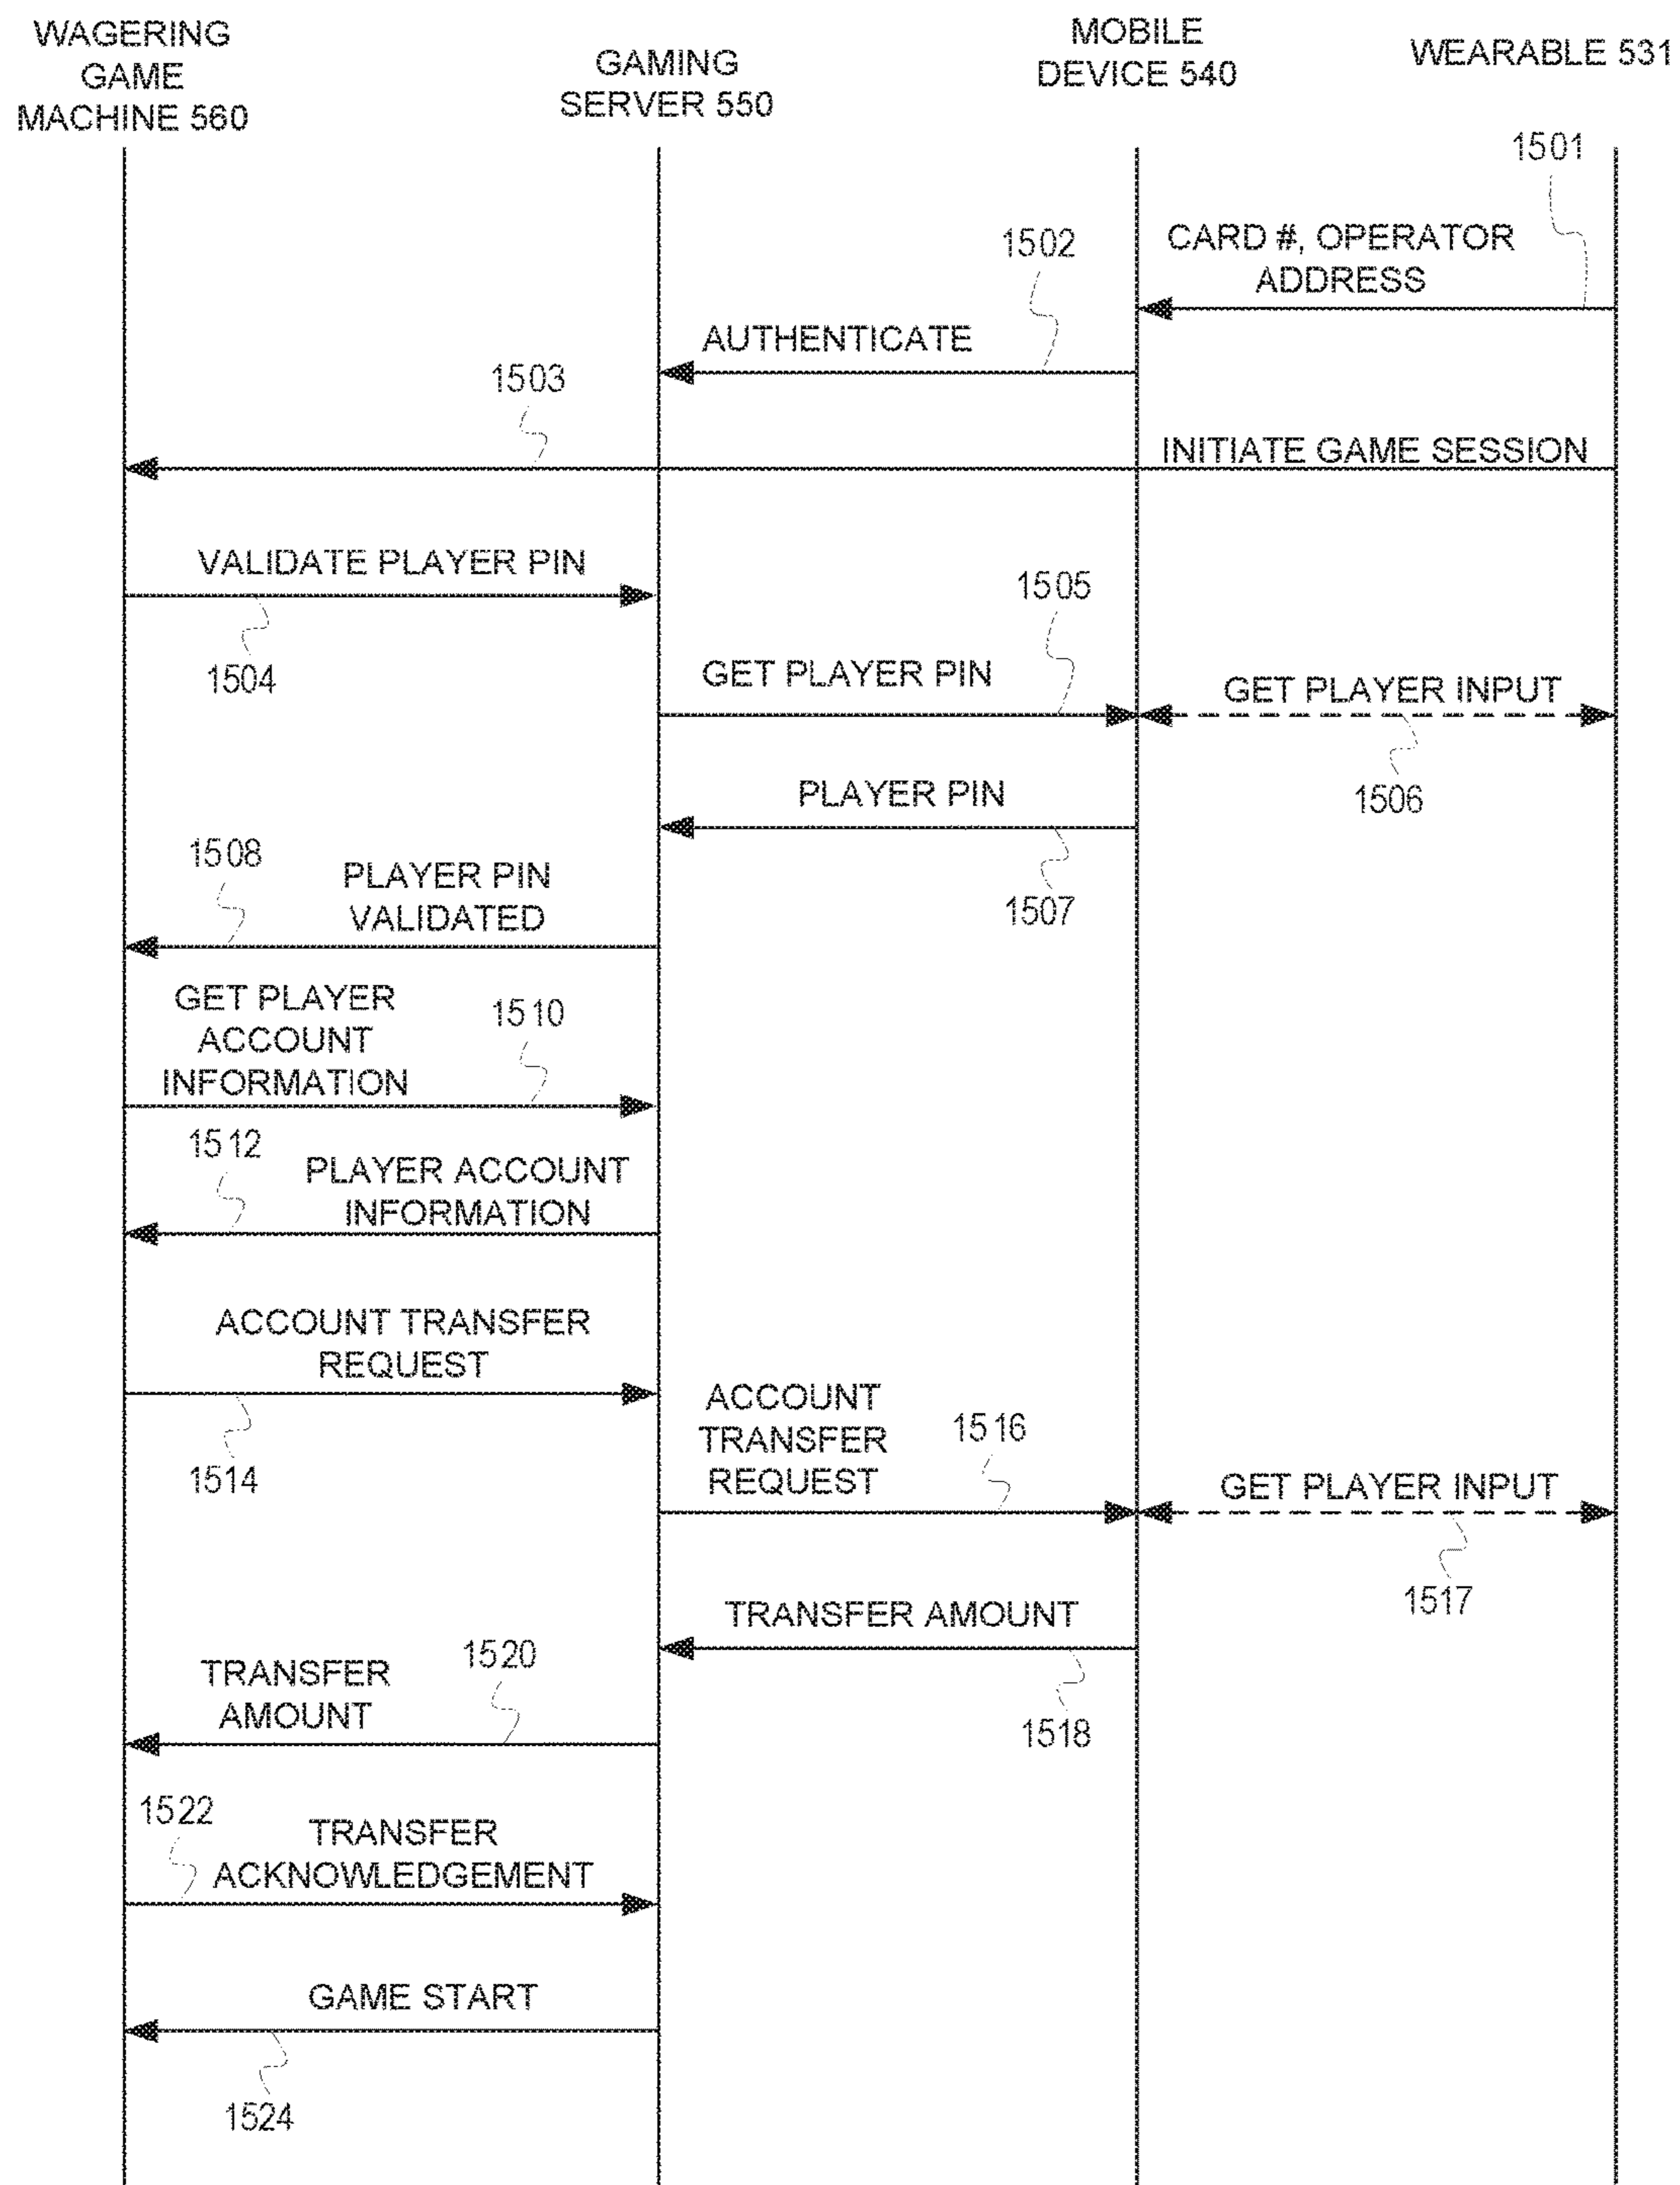 WAGERING
GAME
MACHINE 560
GAMING
SERVER 550
MOBILE
DEVICE 540
WEARABLE 531
1501
CARD #, OPERATOR
ADDRESS
1502
AUTHENTICATE
1503
INITIATE GAME SESSION
VALIDATE PLAYER PIN
1504
1505
GET PLAYER PIN
GET PLAYER INPUT
1506
PLAYER PIN
1507
1508
PLAYER PIN
VALIDATED
GET PLAYER
ACCOUNT
INFORMATION
1510
1512
PLAYER ACCOUNT
INFORMATION
ACCOUNT TRANSFER
REQUEST
1514
ACCOUNT
TRANSFER
REQUEST
1516
GET PLAYER INPUT
1517
TRANSFER AMOUNT
1518
1520
TRANSFER
AMOUNT
1522
TRANSFER
ACKNOWLEDGEMENT
GAME START
1524